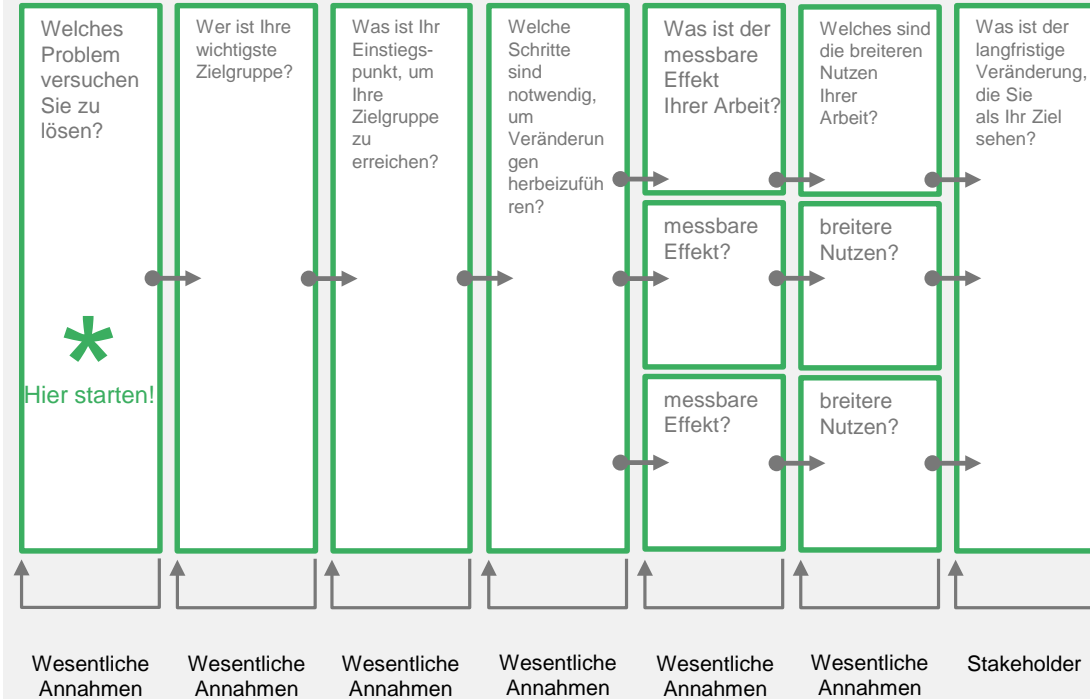 Welches
Problem
versuchen
Sie zu
lösen?
Hier starten!
Wer ist Ihre
wichtigste
Zielgruppe?
Was ist Ihr
Einstiegs-
punkt, um
Ihre
Zielgruppe
zu
erreichen?
Welche
Schritte
sind
notwendig,
um
Veränderun
gen
herbeizufüh
ren?
Was ist der
messbare
Effekt
Ihrer Arbeit?
messbare
Effekt?
messbare
Effekt?
Welches sind
die breiteren
Nutzen
Ihrer
Arbeit?
breitere
Nutzen?
breitere
Nutzen?
Was ist der
langfristige
Veränderung,
die Sie
als Ihr Ziel
sehen?
Wesentliche
Annahmen
Wesentliche
Annahmen
Wesentliche
Annahmen
Wesentliche
Annahmen
Wesentliche
Annahmen
Wesentliche
Annahmen
Stakeholder